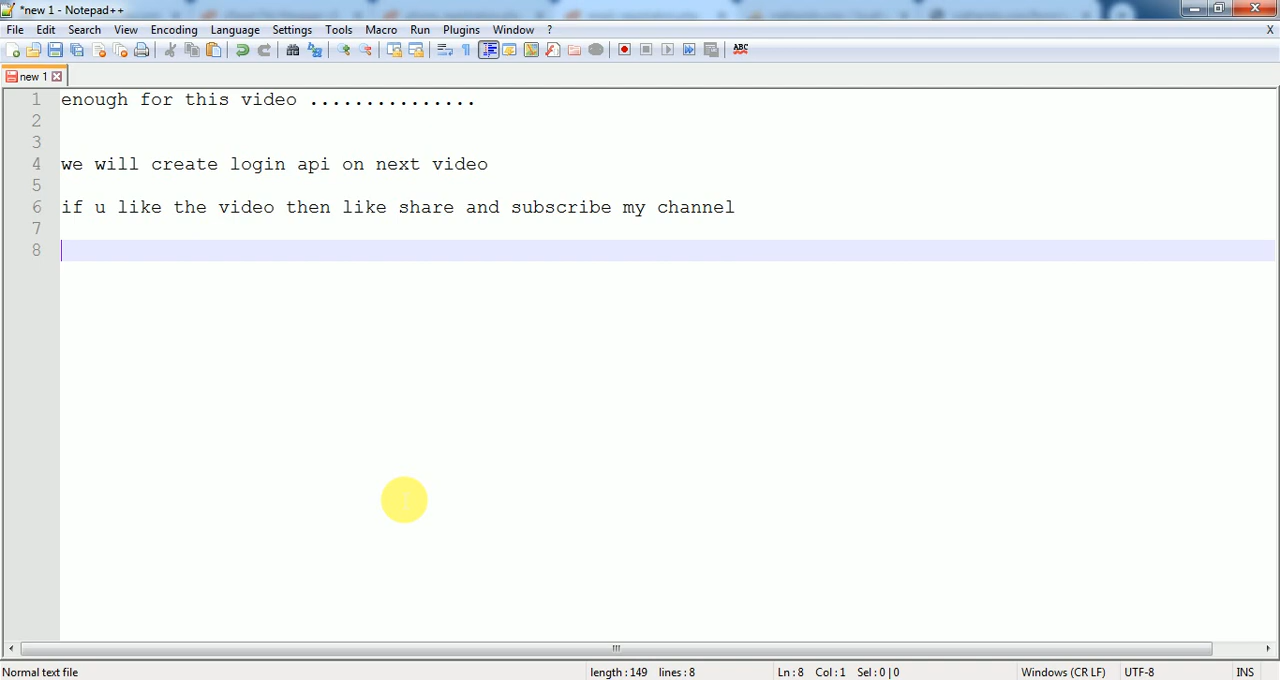 *new 1 - Notepad++
File Edit Search View Encoding Language Settings Tools Macro Run Plugins Window ? X
ABC
new 1
1 enough for this video ...............
2
3
4 we will create login api on next video
5
6 if u like the video then like share and subscribe my channel
7
8
Normal text file length : 149 lines : 8 Ln : 8 Col : 1 Sel : 0 | 0 Windows (CR LF) UTF-8 INS